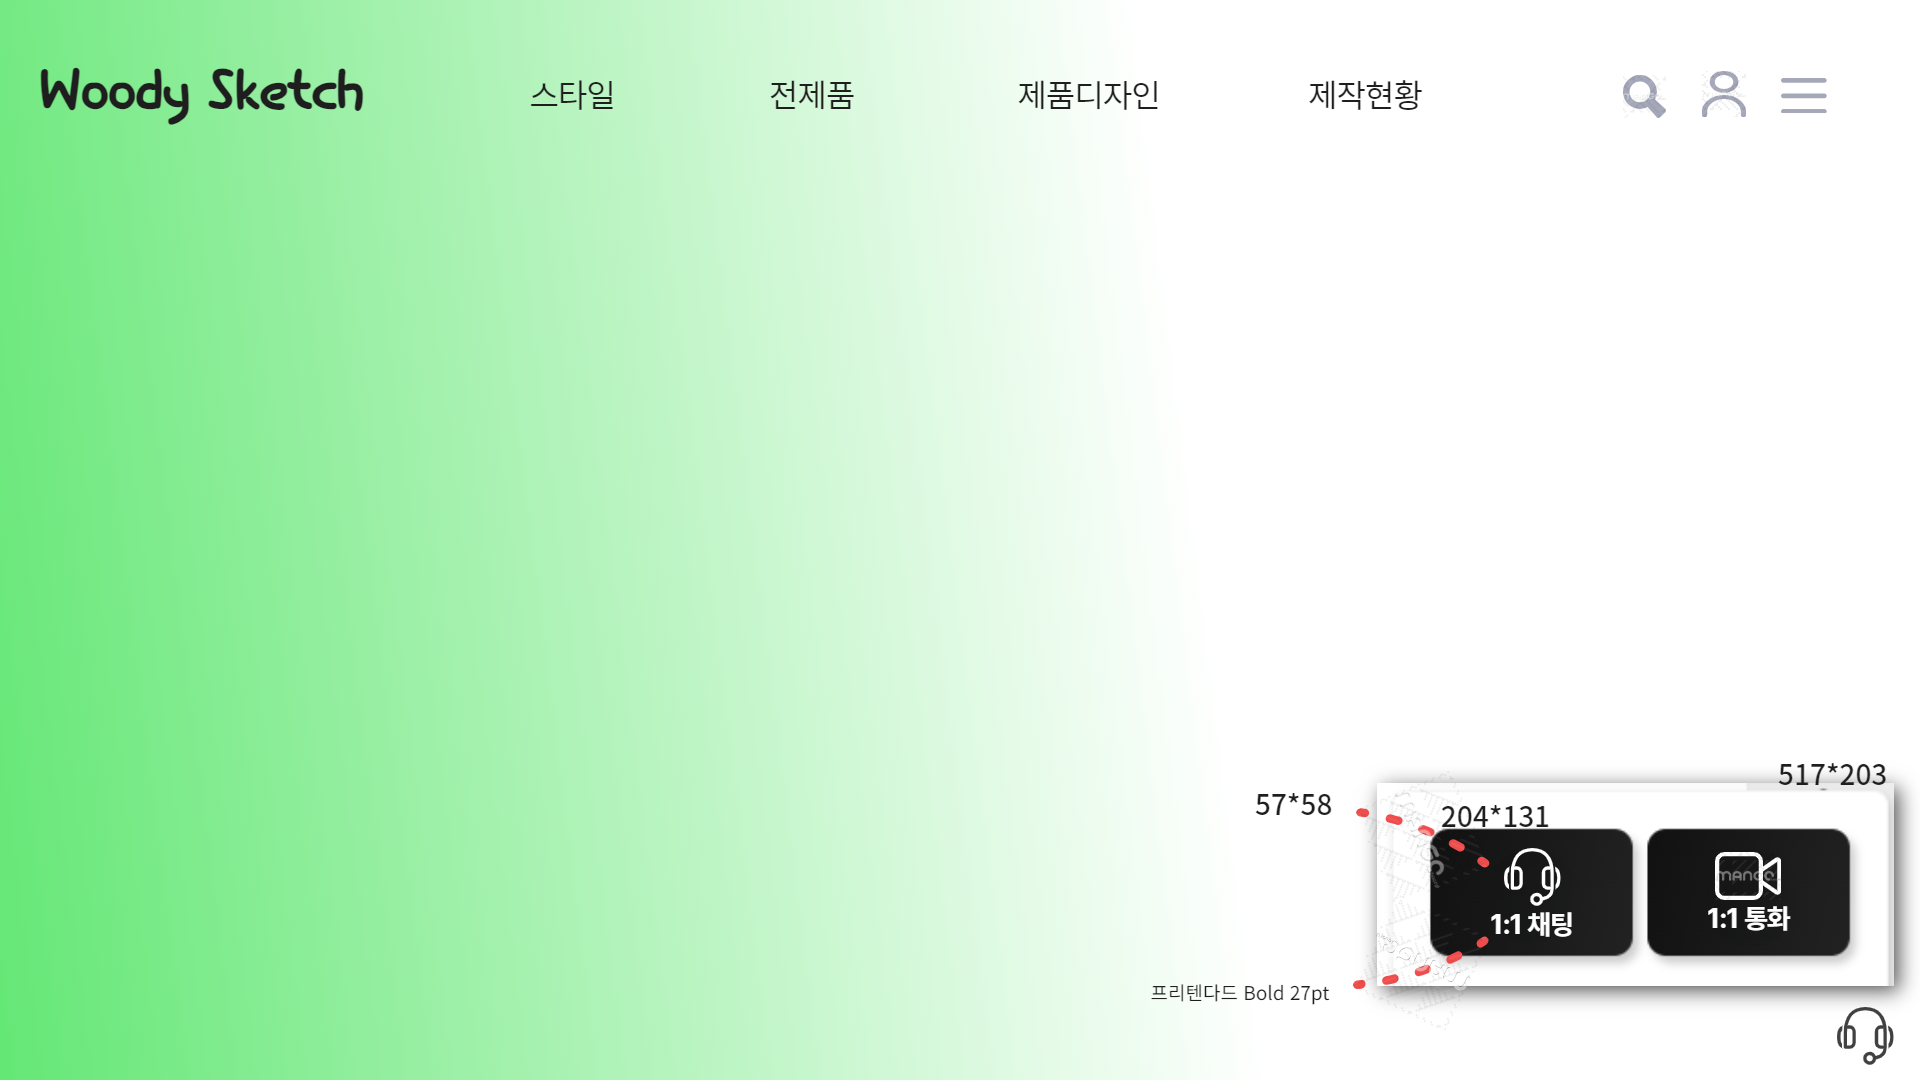 Woody Sketch
스타일
전제품
제품디자인
제작현황
517*203
57*58
204*131
1:1 채팅
1:1 통화
프리텐다드 Bold 27pt